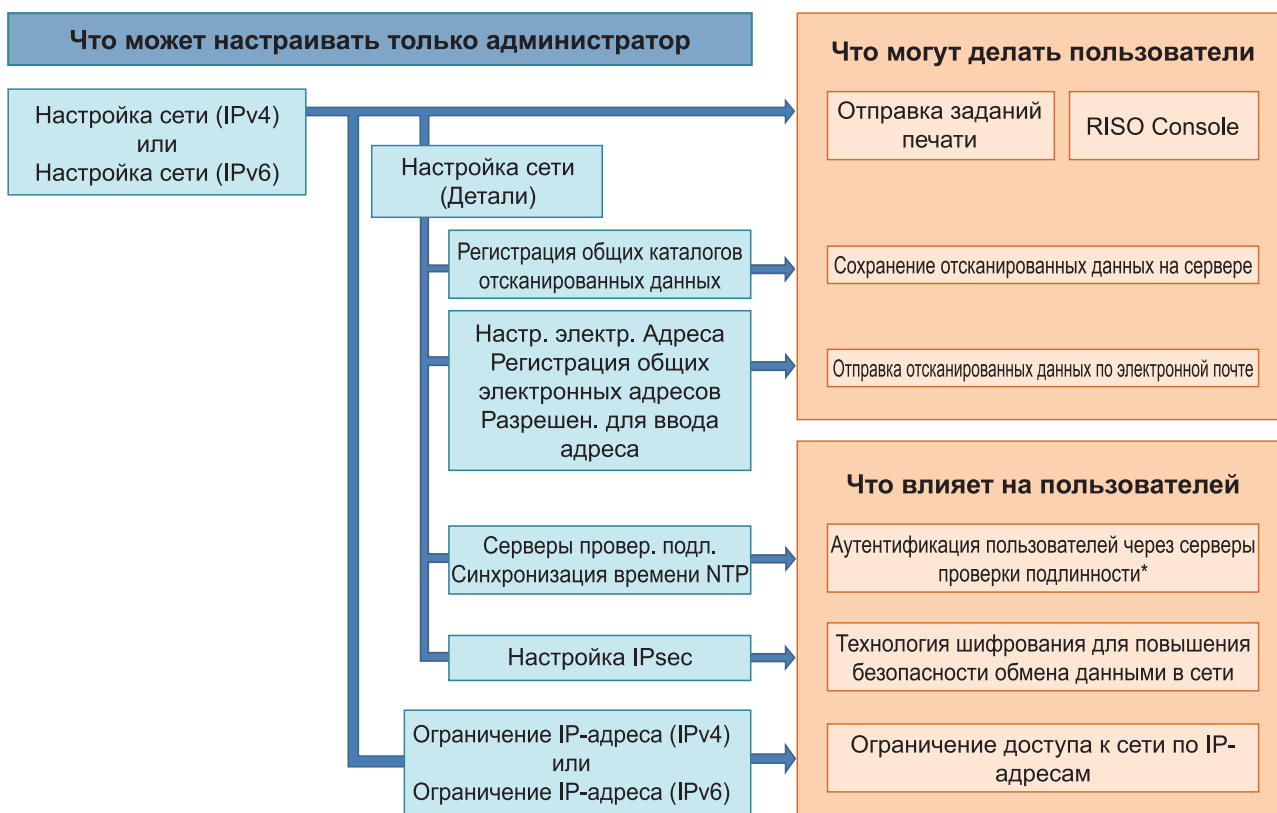 Что может настраивать только администратор
Настройка сети (IPv4)
или
Настройка сети (IPv6)
Настройка сети
(Детали)
Регистрация общих каталогов
отсканированных данных
Настр. электр. Адреса
Регистрация общих
электронных адресов
Разрешен. для ввода
адреса
Серверы провер. подл.
Синхронизация времени NTP
Настройка IPsec
Ограничение IP-адреса (IPv4)
или
Ограничение IP-адреса (IPv6)
Что могут делать пользователи
Отправка заданий
печати
RISO Console
Сохранение отсканированных данных на сервере
Отправка отсканированных данных по электронной почте
Что влияет на пользователей
Аутентификация пользователей через серверы
проверки подлинности*
Технология шифрования для повышения
безопасности обмена данными в сети
Ограничение доступа к сети по IP-
адресам